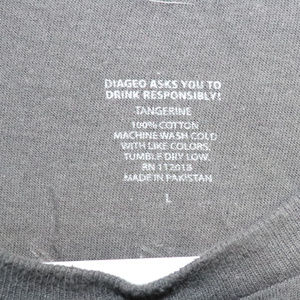 DIAGEO ASKS YOU TO
DRINK RESPONSIBLY!
TANGERINE
100% COTTON
MACHINE WASH COLD
WITH LIKE COLORS.
TUMBLE DRY LOW.
RN 112018
MADE IN PAKISTAN
L